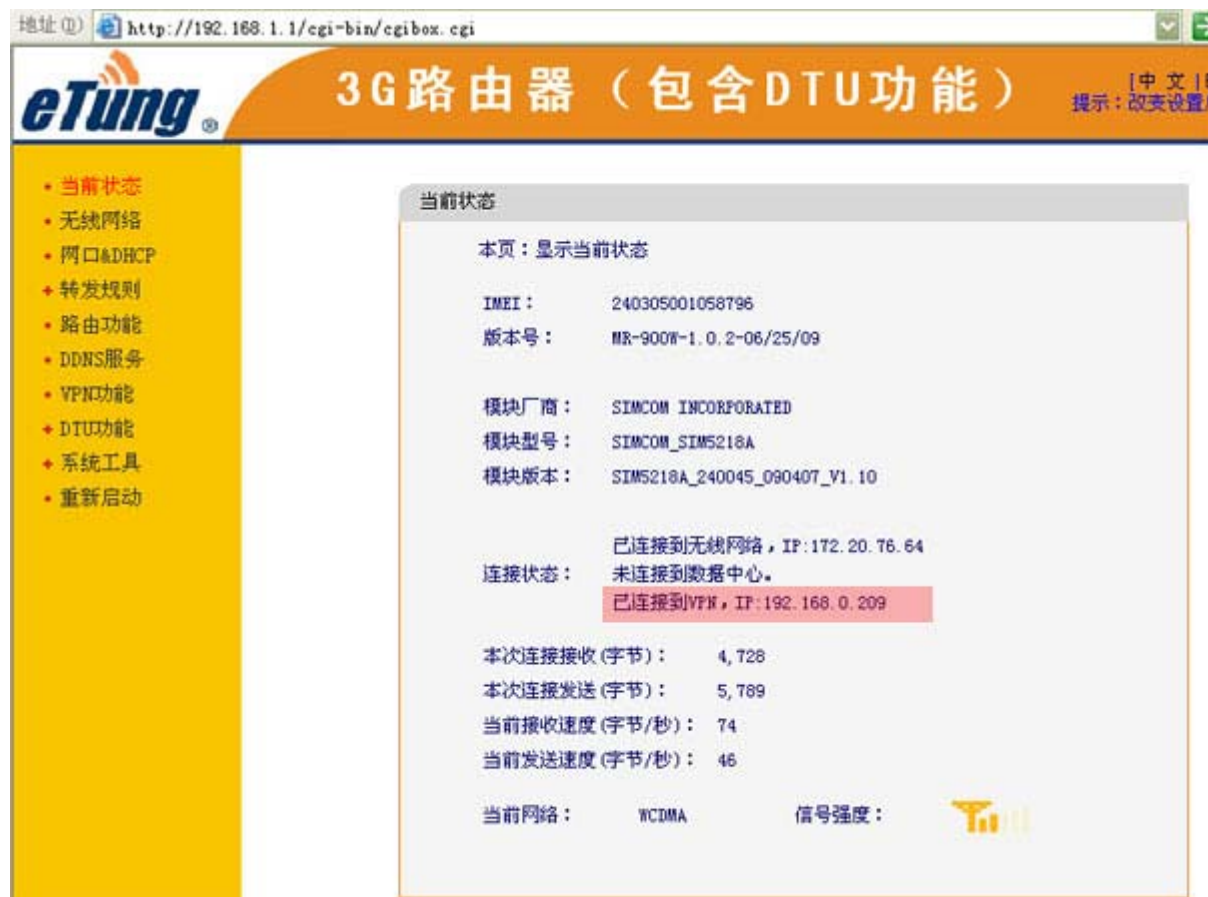 地址(D) http://192.168.1.1/cgi-bin/cgibox.cgi
eTung ®
3G路由器（包含DTU功能）
[中 文 |
提示：改变设置
• 当前状态
• 无线网络
• 网口&DHCP
+ 转发规则
• 路由功能
• DDNS服务
• VPN功能
+ DTU功能
+ 系统工具
• 重新启动
当前状态
本页：显示当前状态
IMEI： 240305001058796
版本号： MR-900W-1.0.2-06/25/09
模块厂商： SIMCOM INCORPORATED
模块型号： SIMCOM_SIM5218A
模块版本： SIM5218A_240045_090407_V1.10
已连接到无线网络，IP:172.20.76.64
连接状态： 未连接到数据中心。
已连接到VPN，IP:192.168.0.209
本次连接接收(字节)： 4,728
本次连接发送(字节)： 5,789
当前接收速度(字节/秒)： 74
当前发送速度(字节/秒)： 46
当前网络： WCDMA 信号强度：